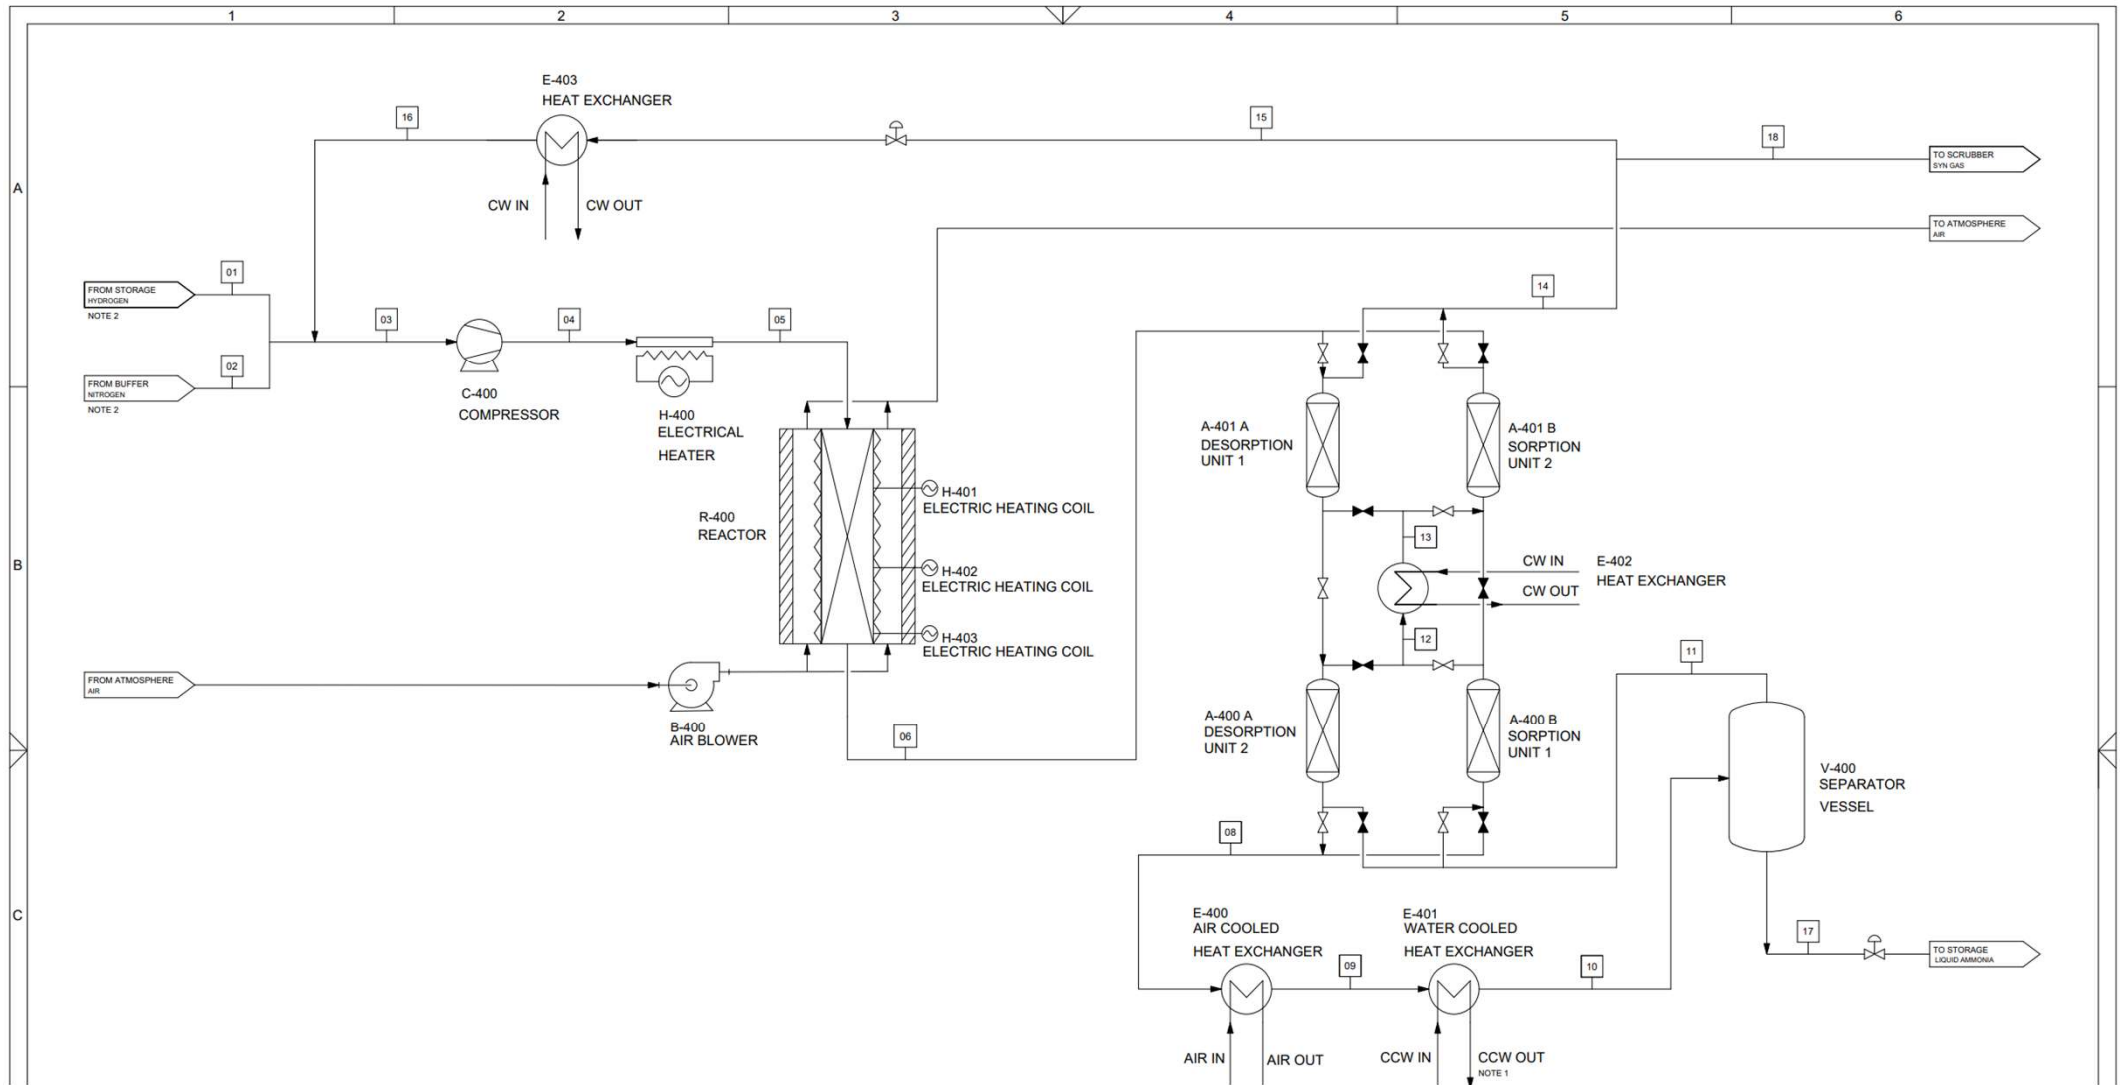 1
2
3
4
5
6
E-403
HEAT EXCHANGER
16
15
18
TO SCRUBBER
SYN GAS
A
CW IN
CW OUT
TO ATMOSPHERE
AIR
01
FROM STORAGE
HYDROGEN
NOTE 2
14
03
04
05
02
FROM BUFFER
NITROGEN
NOTE 2
C-400
COMPRESSOR
H-400
ELECTRICAL
HEATER
A-401 A
DESORPTION
UNIT 1
A-401 B
SORPTION
UNIT 2
H-401
ELECTRIC HEATING COIL
R-400
REACTOR
13
B
CW IN
CW OUT
E-402
HEAT EXCHANGER
H-402
ELECTRIC HEATING COIL
12
H-403
ELECTRIC HEATING COIL
11
FROM ATMOSPHERE
AIR
B-400
AIR BLOWER
06
A-400 A
DESORPTION
UNIT 2
A-400 B
SORPTION
UNIT 1
V-400
SEPARATOR
VESSEL
08
C
E-400
AIR COOLED
HEAT EXCHANGER
E-401
WATER COOLED
HEAT EXCHANGER
17
TO STORAGE
LIQUID AMMONIA
09
10
AIR IN
AIR OUT
CCW IN
CCW OUT
NOTE 1